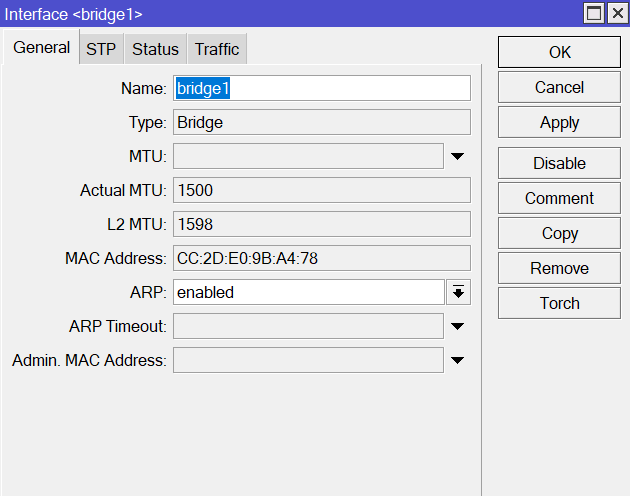 Interface <bridge1>
General STP Status Traffic
Name: bridge1
Type: Bridge
MTU:
Actual MTU: 1500
L2 MTU: 1598
MAC Address: CC:2D:E0:9B:A4:78
ARP: enabled
ARP Timeout:
Admin. MAC Address:
OK
Cancel
Apply
Disable
Comment
Copy
Remove
Torch